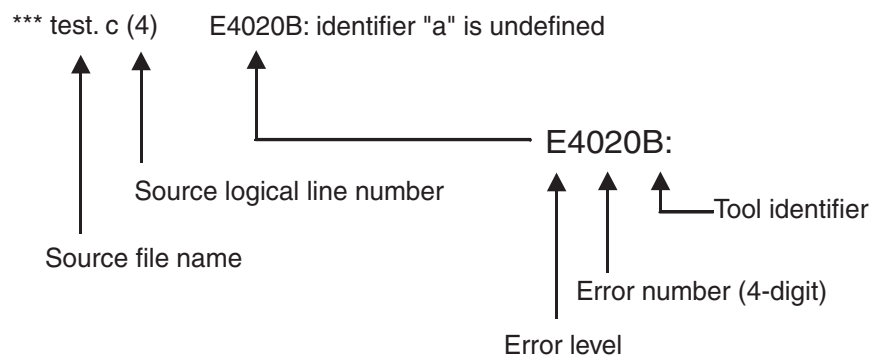 *** test. c (4) E4020B: identifier "a" is undefined
E4020B:
Source logical line number
Tool identifier
Source file name
Error number (4-digit)
Error level